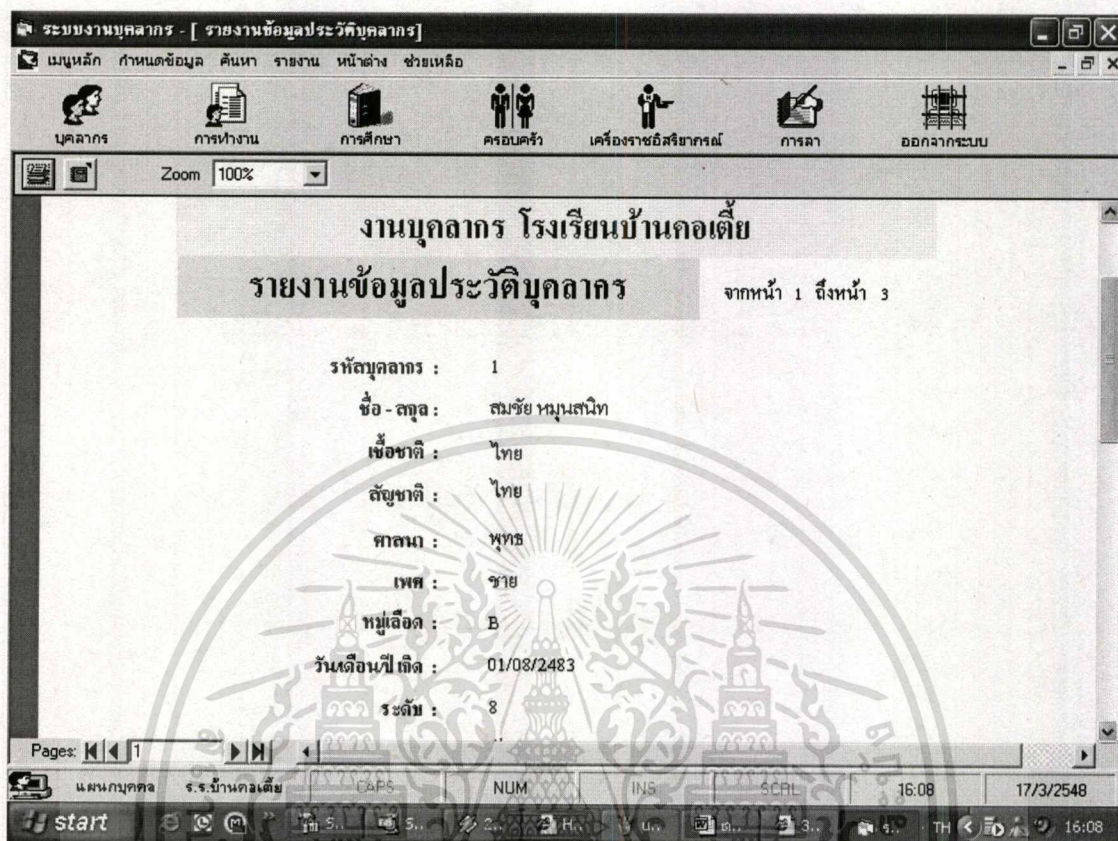 ระบบงานบุคลากร - [ รายงานข้อมูลประวัติบุคลากร]
เมนูหลัก กำหนดข้อมูล ค้นหา รายงาน หน้าต่าง ช่วยเหลือ
บุคลากร การทำงาน การศึกษา ครอบครัว เครื่องราชอิสริยาภรณ์ การลา ออกจากระบบ
Zoom 100%
งานบุคลากร โรงเรียนบ้านคอเตี้ย
รายงานข้อมูลประวัติบุคลากร จากหน้า 1 ถึงหน้า 3
รหัสบุคลากร : 1
ชื่อ - สกุล : สมชัย หมุนสนิท
เชื้อชาติ : ไทย
สัญชาติ : ไทย
ศาสนา : พุทธ
เพศ : ชาย
หมู่เลือด : B
วัน/เดือน/ปี เกิด : 01/08/2483
ระดับ : 8
Pages: 1
แผนกบุคคล ร.ร.บ้านคอเตี้ย CAPS NUM INS SCRL 16:08 17/3/2548
start TH 16:08